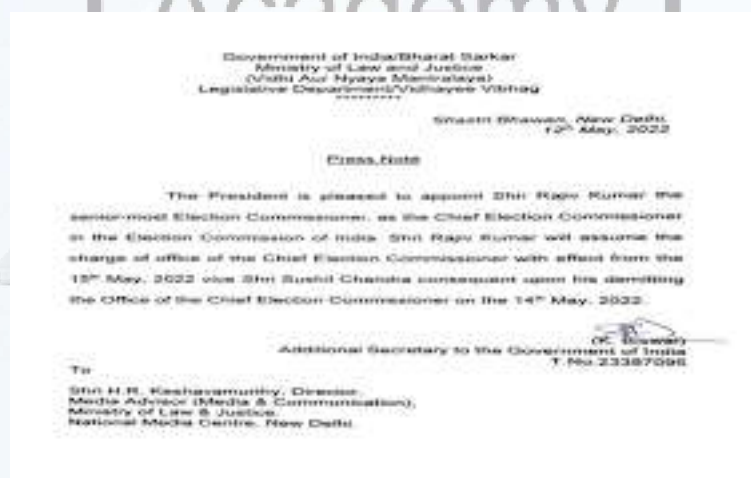 Academy
Government of India/Bharat Sarkar
Ministry of Law and Justice
(Vidhi Aur Nyaya Mantralaya)
Legislative Department/Vidhayee Vibhag
*********
Shastri Bhawan, New Delhi,
12th May, 2022
Press Note
The President is pleased to appoint Shri Rajiv Kumar the
senior-most Election Commissioner, as the Chief Election Commissioner
in the Election Commission of India. Shri Rajiv Kumar will assume the
charge of office of the Chief Election Commissioner with effect from the
15th May, 2022 vice Shri Sushil Chandra consequent upon his demitting
the Office of the Chief Election Commissioner on the 14th May, 2022.
(K. Biswal)
Additional Secretary to the Government of India
T.No.23387095
To
Shri H.R. Keshavamurthy, Director,
Media Advisor (Media & Communication),
Ministry of Law & Justice,
National Media Centre, New Delhi